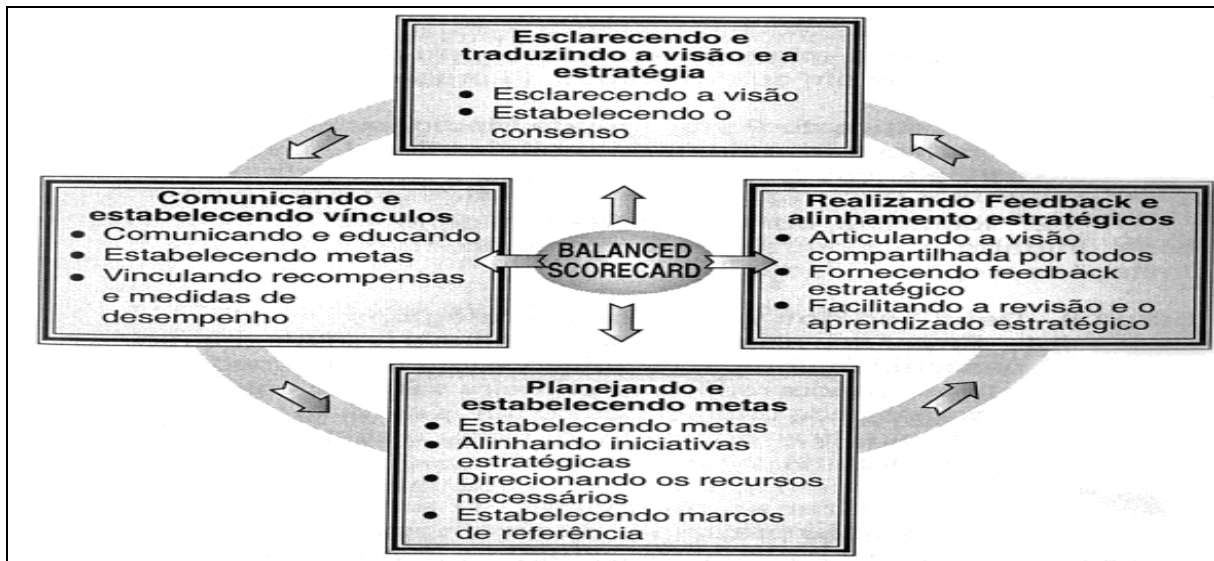 Esclarecendo e
traduzindo a visão e a
estratégia
● Esclarecendo a visão
● Estabelecendo o
consenso
Comunicando e
estabelecendo vínculos
● Comunicando e educando
● Estabelecendo metas
● Vinculando recompensas
e medidas de
desempenho
BALANCED
SCORECARD
Realizando Feedback e
alinhamento estratégicos
● Articulando a visão
compartilhada por todos
● Fornecendo feedback
estratégico
● Facilitando a revisão e o
aprendizado estratégico
Planejando e
estabelecendo metas
● Estabelecendo metas
● Alinhando iniciativas
estratégicas
● Direcionando os recursos
necessários
● Estabelecendo marcos
de referência